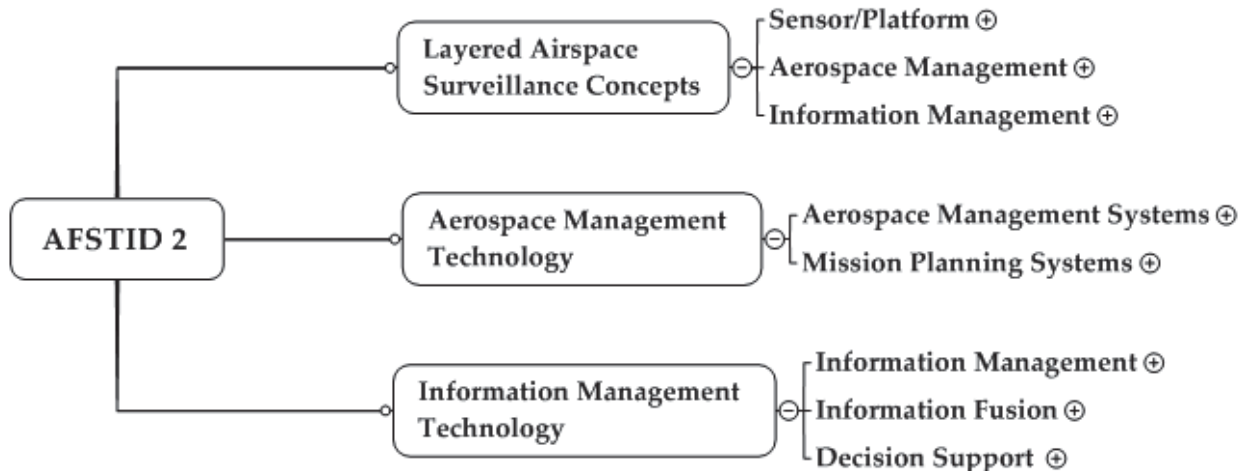 Layered Airspace
Surveillance Concepts
Sensor/Platform
Aerospace Management
Information Management
AFSTID 2
Aerospace Management
Technology
Aerospace Management Systems
Mission Planning Systems
Information Management
Technology
Information Management
Information Fusion
Decision Support